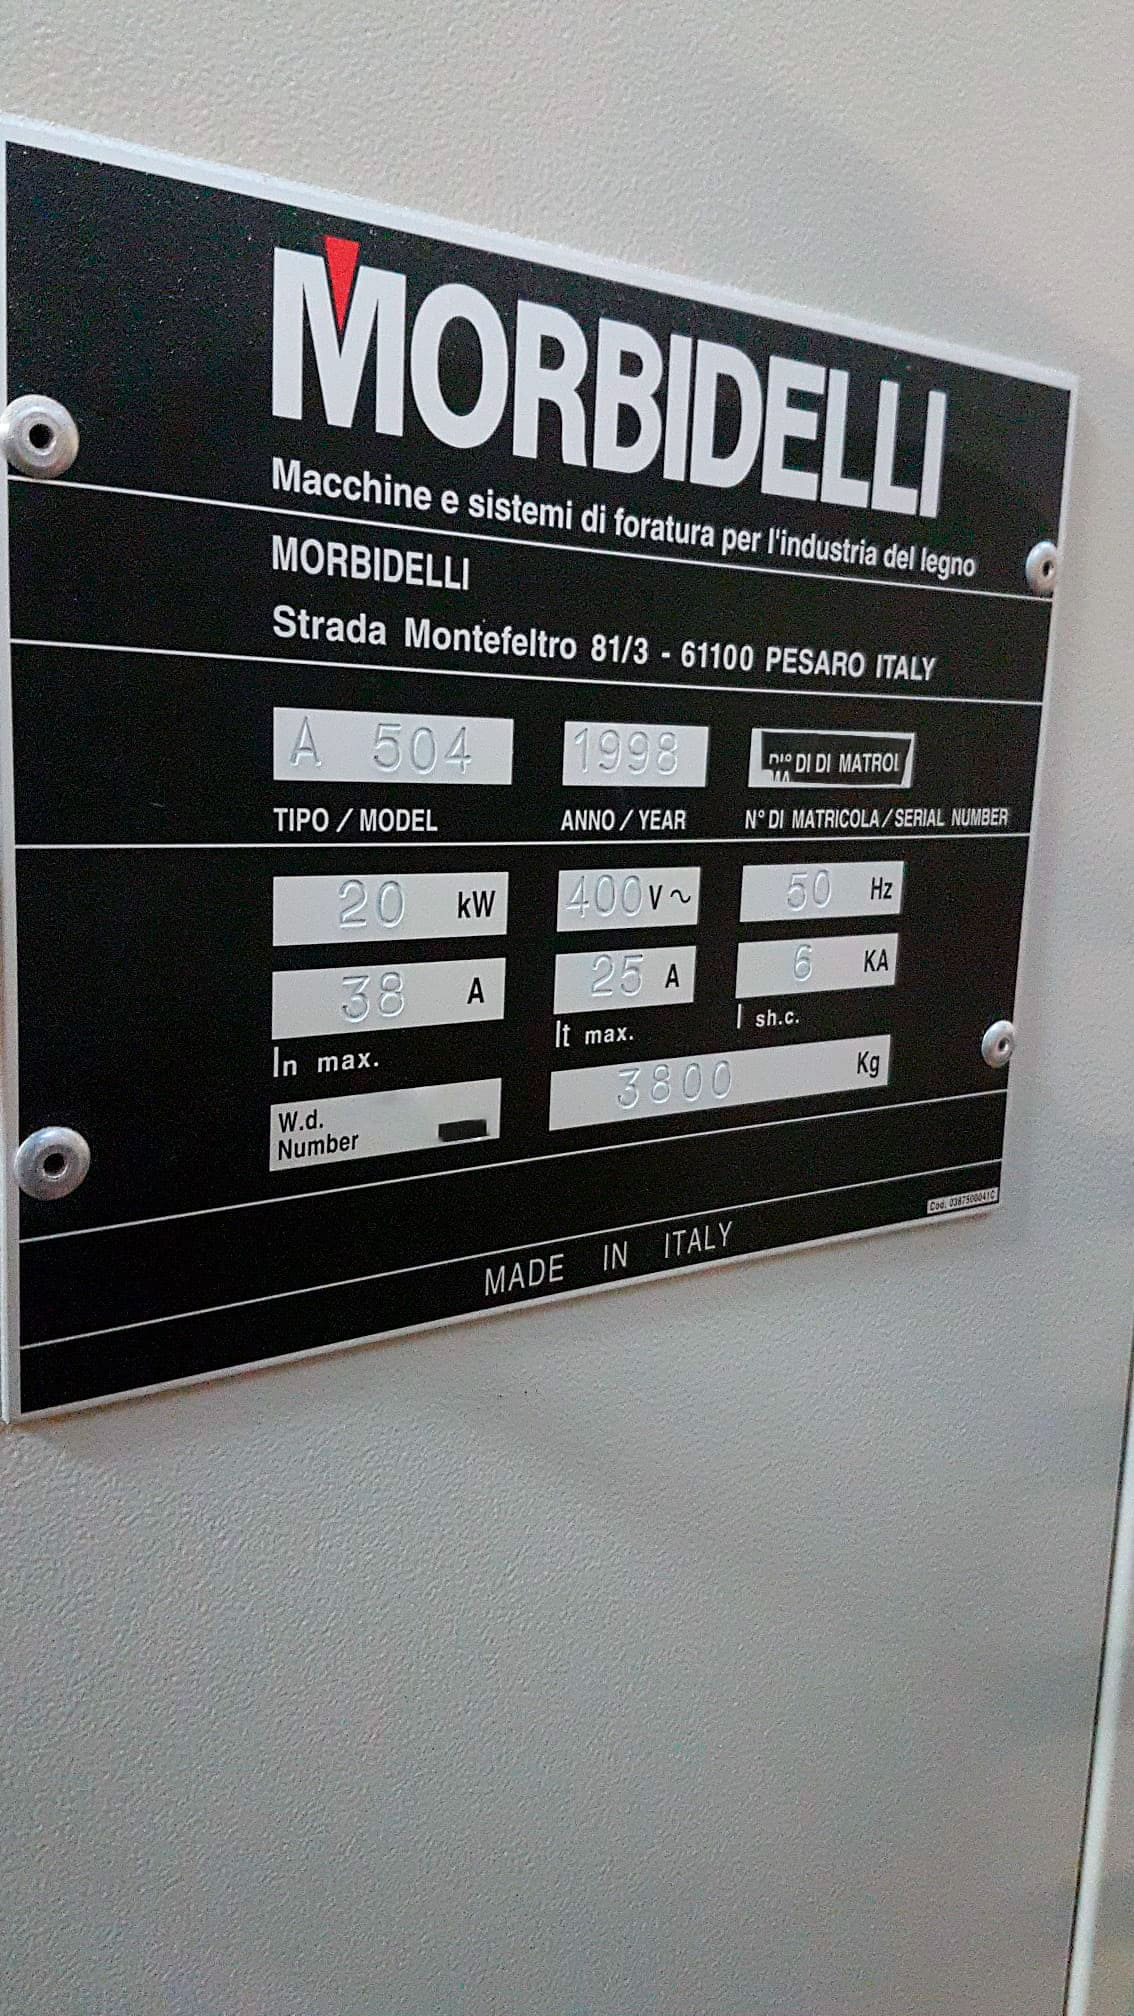 MORBIDELLI
Macchine e sistemi di foratura per l'industria del legno
MORBIDELLI
Strada Montefeltro 81/3 - 61100 PESARO ITALY
A 504 1998 DI DI MATROL
TIPO / MODEL ANNO / YEAR N° DI MATRICOLA / SERIAL NUMBER
20 kW 400 V ~ 50 Hz
38 A 25 A 6 KA
In max. It max. I sh.c.
W.d. Number 3800 Kg
Cod. 0387500041C
MADE IN ITALY